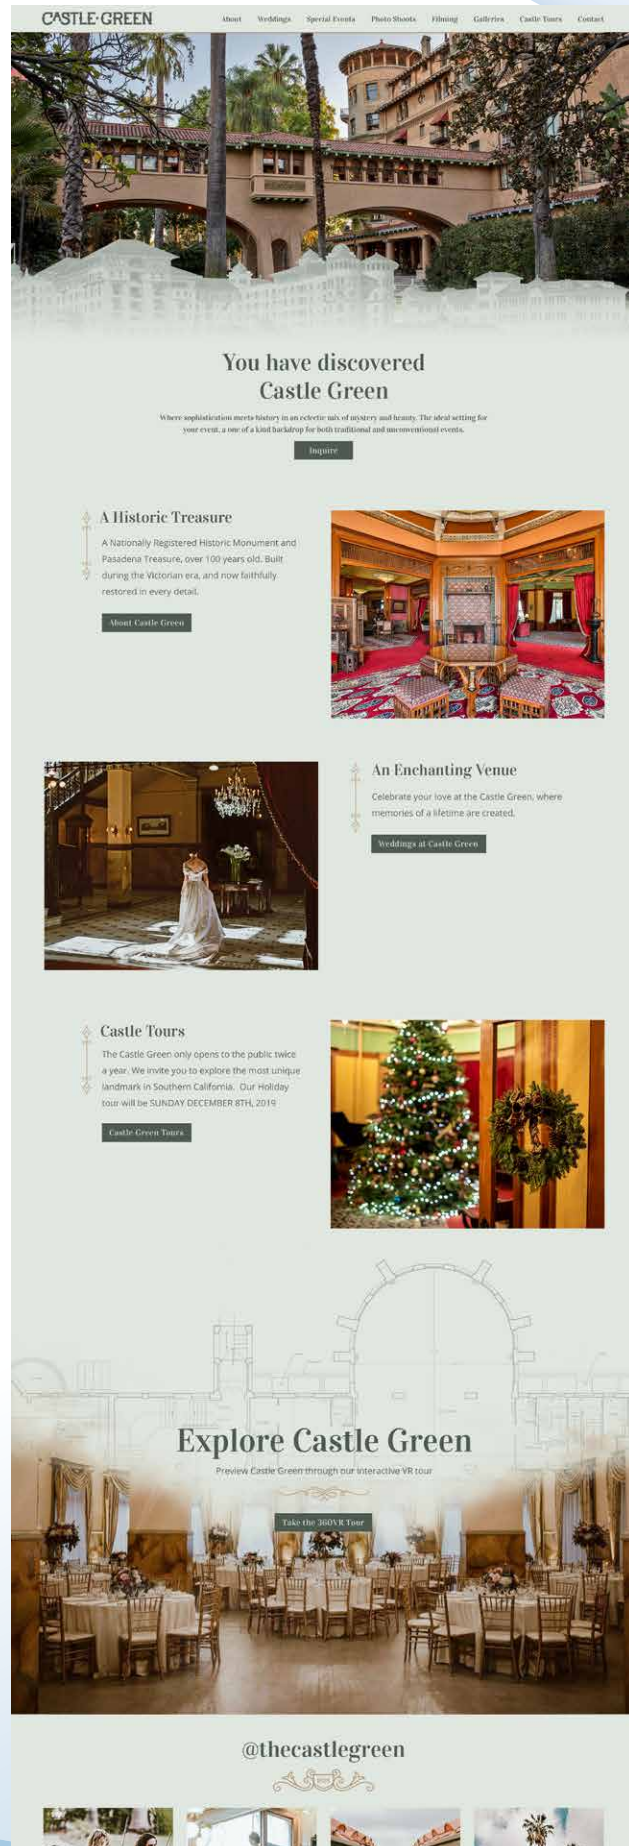 CASTLE·GREEN
About Weddings Special Events Photo Shoots Filming Galleries Castle Tours Contact
You have discovered
Castle Green
Where sophistication meets history in an eclectic mix of mystery and beauty. The ideal setting for
your event, a one of a kind backdrop for both traditional and unconventional events.
Inquire
A Historic Treasure
A Nationally Registered Historic Monument and
Pasadena Treasure, over 100 years old. Built
during the Victorian era, and now faithfully
restored in every detail.
About Castle Green
An Enchanting Venue
Celebrate your love at the Castle Green, where
memories of a lifetime are created.
Weddings at Castle Green
Castle Tours
The Castle Green only opens to the public twice
a year. We invite you to explore the most unique
landmark in Southern California. Our Holiday
tour will be SUNDAY DECEMBER 8TH, 2019
Castle Green Tours
Explore Castle Green
Preview Castle Green through our interactive VR tour
Take the 360VR Tour
@thecastlegreen